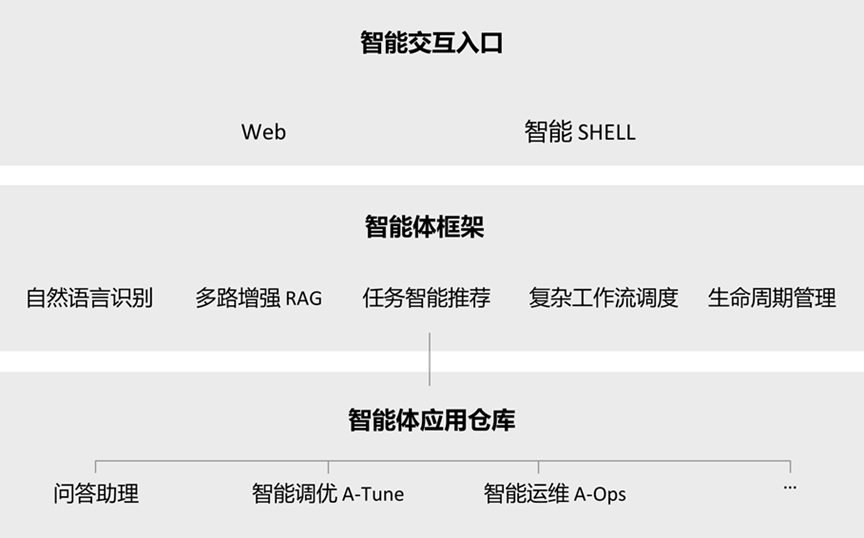 智能交互入口
Web 智能 SHELL
智能体框架
自然语言识别 多路增强 RAG 任务智能推荐 复杂工作流调度 生命周期管理
智能体应用仓库
问答助理 智能调优 A-Tune 智能运维 A-Ops ...